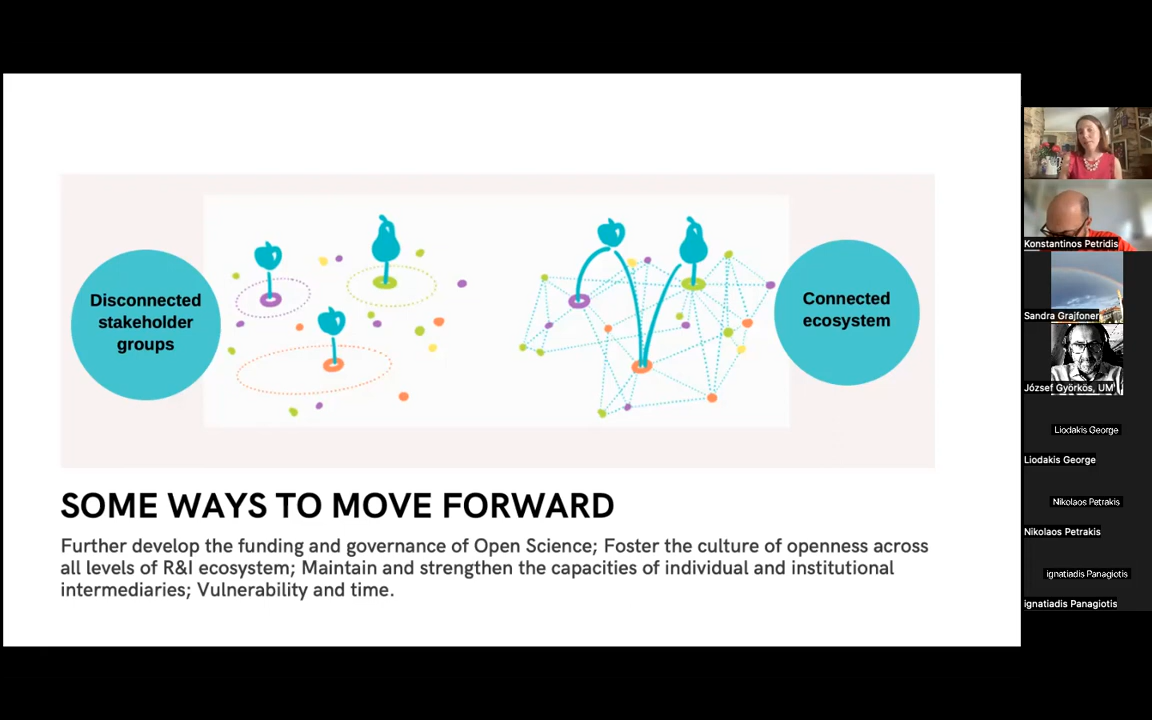 Disconnected
stakeholder
groups
Connected
ecosystem
SOME WAYS TO MOVE FORWARD
Further develop the funding and governance of Open Science; Foster the culture of openness across
all levels of R&I ecosystem; Maintain and strengthen the capacities of individual and institutional
intermediaries; Vulnerability and time.
Konstantinos Petridis
Sandra Grajfoner
József Györkös, UM
Liodakis George
Liodakis George
Nikolaos Petrakis
Nikolaos Petrakis
ignatiadis Panagiotis
ignatiadis Panagiotis